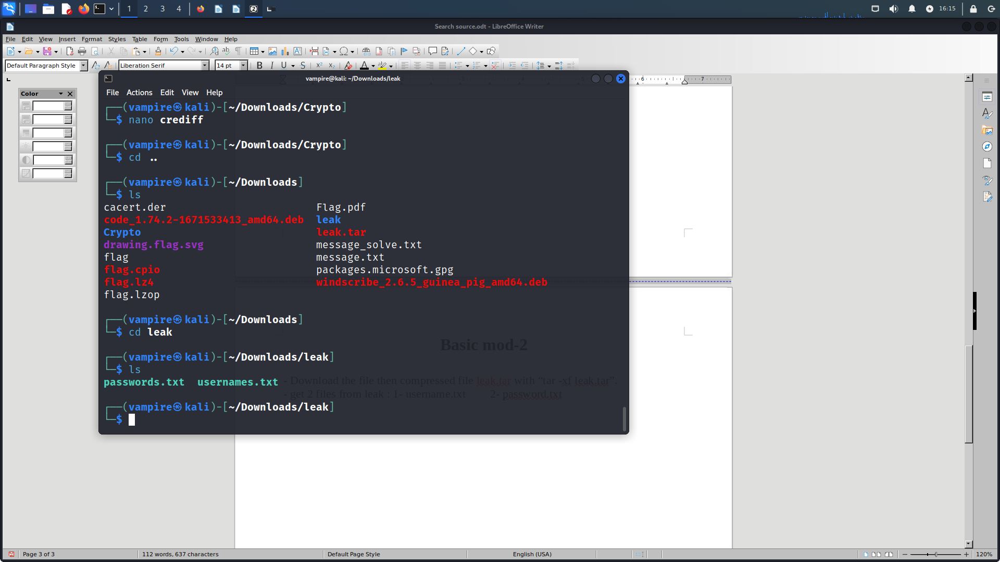 1 2 3 4
16:15
Search source.odt - LibreOffice Writer
File Edit View Insert Format Styles Table Form Tools Window Help
Default Paragraph Style Liberation Serif 14 pt
Color
vampire@kali: ~/Downloads/leak
File Actions Edit View Help
┌──(vampire㉿kali)-[~/Downloads/Crypto]
└─$ nano crediff
┌──(vampire㉿kali)-[~/Downloads/Crypto]
└─$ cd ..
┌──(vampire㉿kali)-[~/Downloads]
└─$ ls
cacert.der Flag.pdf
code_1.74.2-1671533413_amd64.deb leak
Crypto leak.tar
drawing.flag.svg message_solve.txt
flag message.txt
flag.cpio packages.microsoft.gpg
flag.lz4 windscribe_2.6.5_guinea_pig_amd64.deb
flag.lzop
┌──(vampire㉿kali)-[~/Downloads]
└─$ cd leak
┌──(vampire㉿kali)-[~/Downloads/leak]
└─$ ls
passwords.txt usernames.txt
┌──(vampire㉿kali)-[~/Downloads/leak]
└─$
6 7
Basic mod-2
- Download the file then compressed file leak.tar with “tar -xf leak.tar”.
- get 2 files from leak : 1- username.txt 2- password.txt
Page 3 of 3 112 words, 637 characters Default Page Style English (USA) 120%